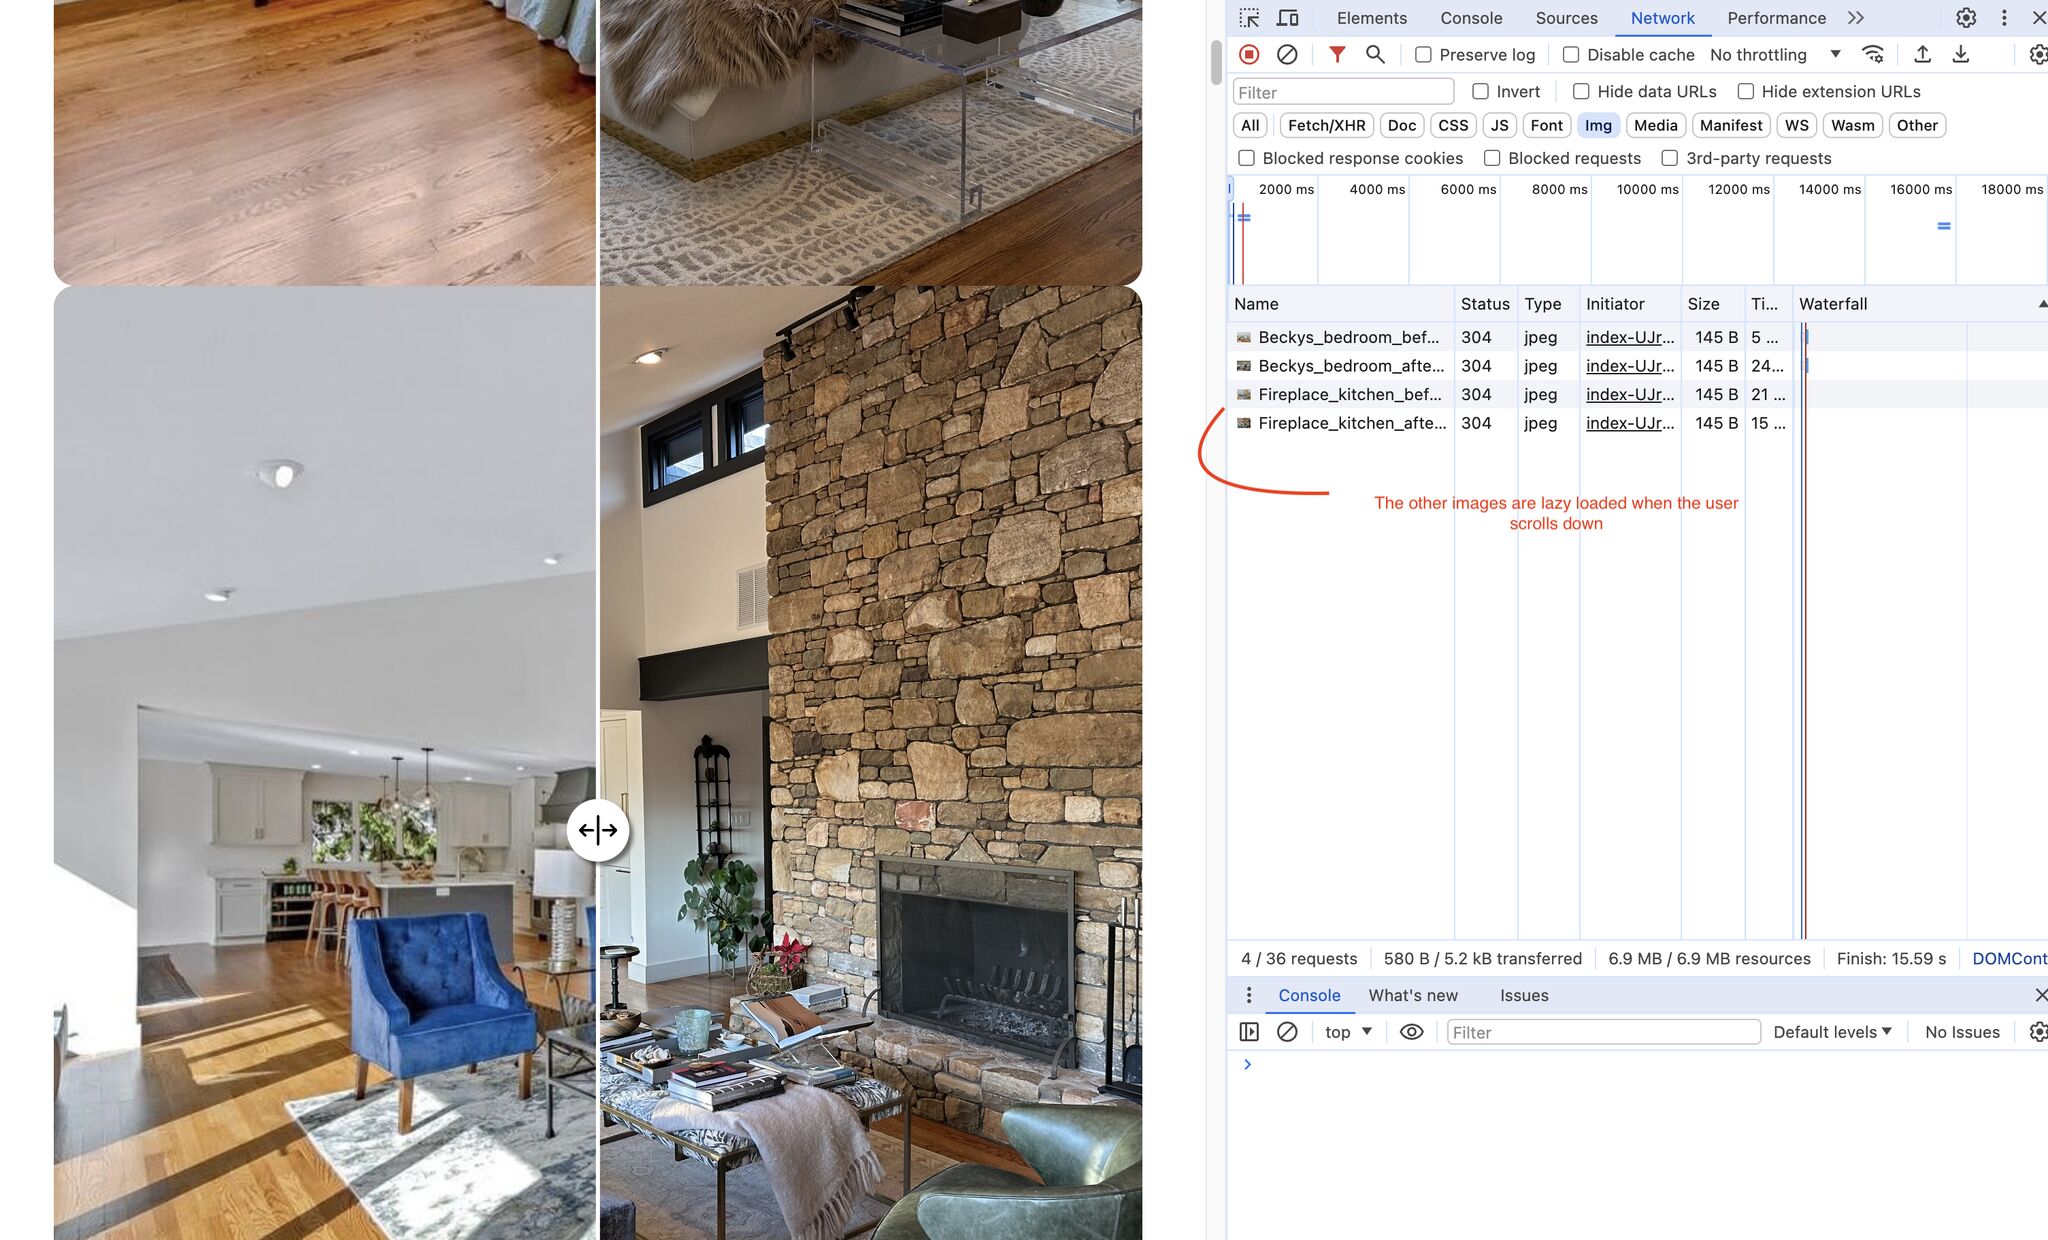 Elements Console Sources Network Performance
Preserve log Disable cache No throttling
Filter Invert Hide data URLs Hide extension URLs
All Fetch/XHR Doc CSS JS Font Img Media Manifest WS Wasm Other
Blocked response cookies Blocked requests 3rd-party requests
2000 ms 4000 ms 6000 ms 8000 ms 10000 ms 12000 ms 14000 ms 16000 ms 18000 ms
Name Status Type Initiator Size Ti... Waterfall
Beckys_bedroom_bef... 304 jpeg index-UJr... 145 B 5 ...
Beckys_bedroom_afte... 304 jpeg index-UJr... 145 B 24...
Fireplace_kitchen_bef... 304 jpeg index-UJr... 145 B 21 ...
Fireplace_kitchen_afte... 304 jpeg index-UJr... 145 B 15 ...
The other images are lazy loaded when the user
scrolls down
4 / 36 requests 580 B / 5.2 kB transferred 6.9 MB / 6.9 MB resources Finish: 15.59 s DOMCont
Console What's new Issues
top Filter Default levels No Issues